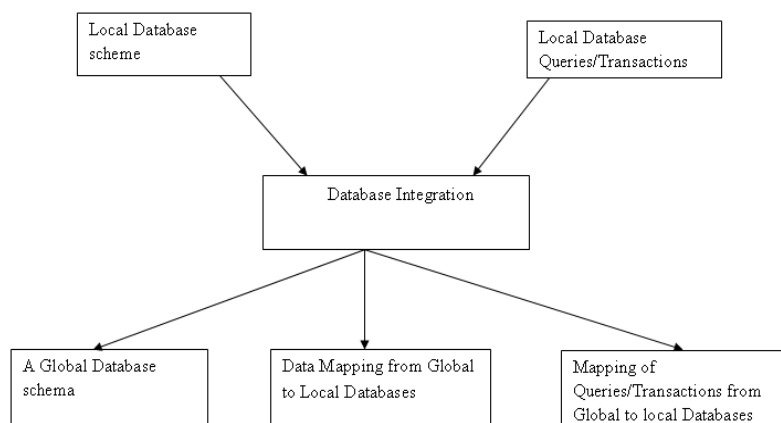 Local Database
scheme
Local Database
Queries/Transactions
Database Integration
A Global Database
schema
Data Mapping from Global
to Local Databases
Mapping of
Queries/Transactions from
Global to local Databases